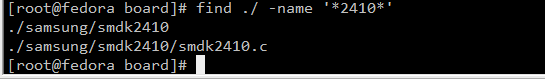 [root@fedora board]# find ./ -name '*2410*'
./samsung/smdk2410
./samsung/smdk2410/smdk2410.c
[root@fedora board]#